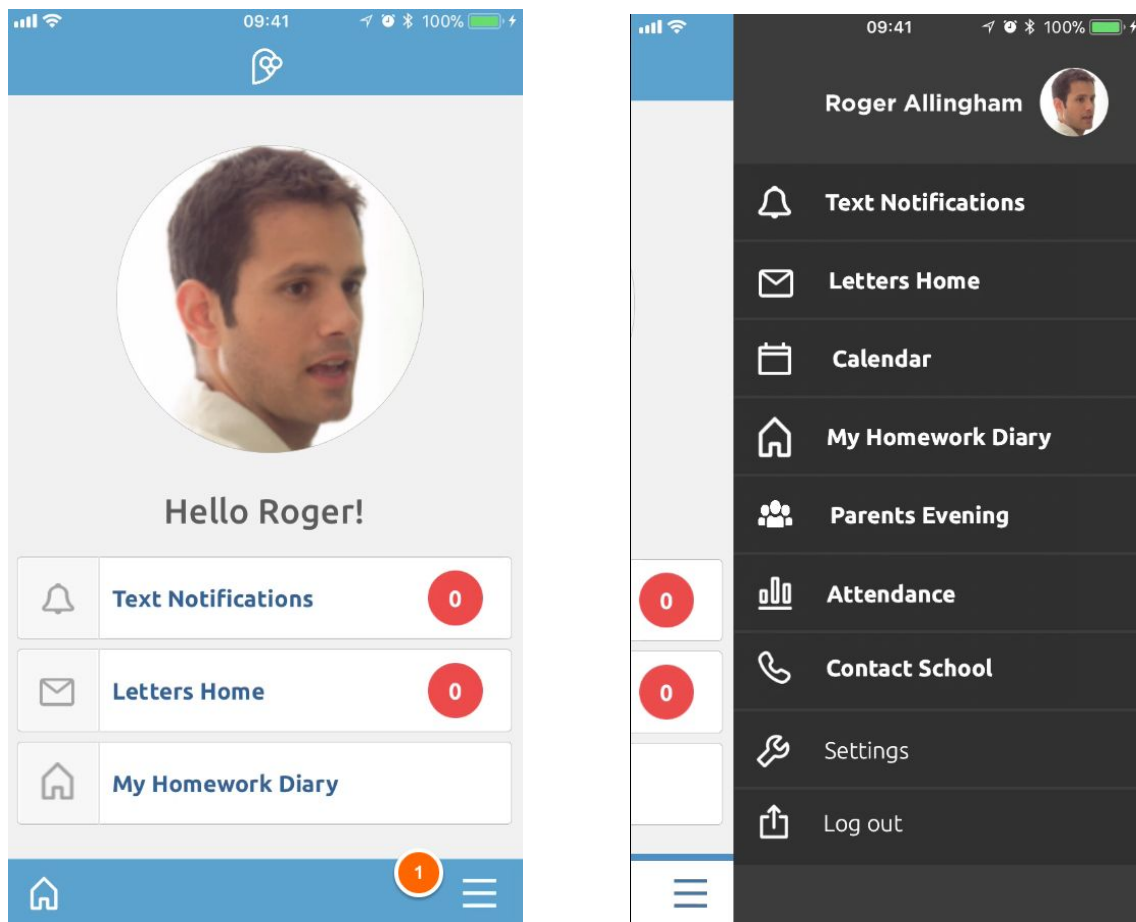 09:41
100%
Hello Roger!
Text Notifications 0
Letters Home 0
My Homework Diary
1
09:41
100%
Roger Allingham
Text Notifications
Letters Home
Calendar
My Homework Diary
Parents Evening
Attendance
Contact School
Settings
Log out
0
0